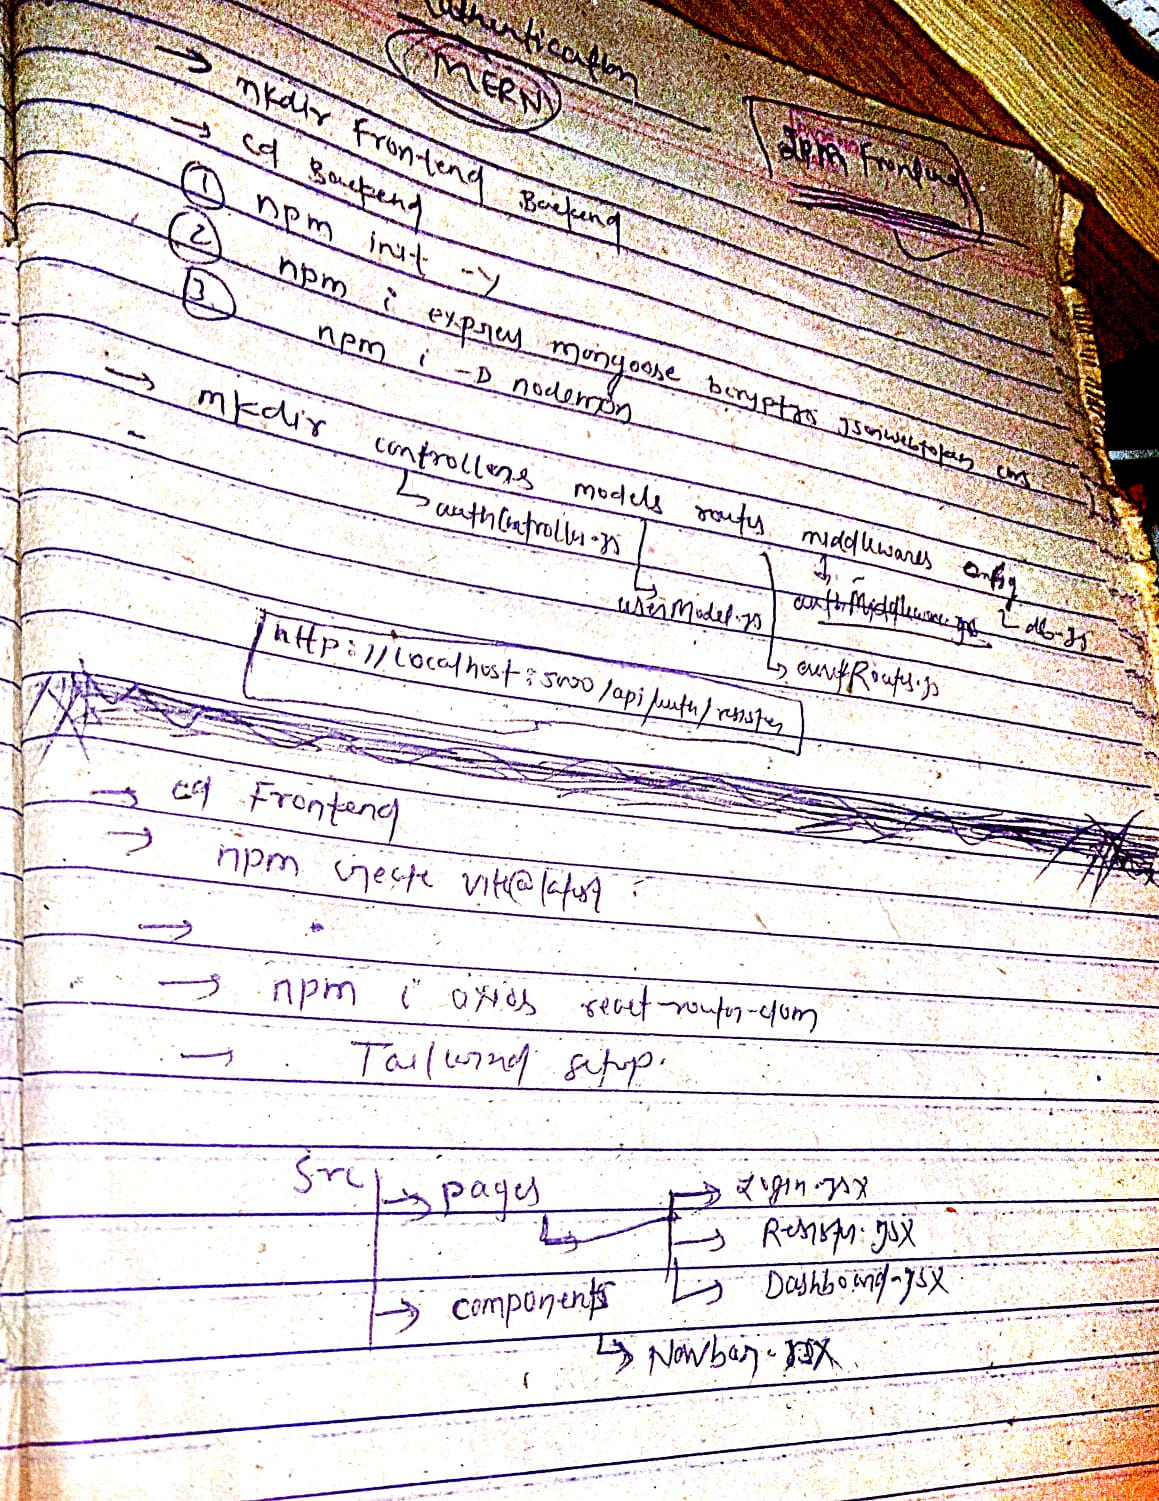 Authentication
MERN
2pm Frontend
→ mkdir Frontend Backend
→ cd Backend
① npm init -y
② npm i express mongoose bcryptjs jsonwebtoken cors
③ npm i -D nodemon
→ mkdir controllers models routes middlewares config
↳ authController.js
↳ userModel.js
authMiddleware.js
↳ db.js
↳ authRoutes.js
http://localhost:5000/api/auth/register
→ cd Frontend
→ npm create vite@latest
→
→ npm i axios react-router-dom
→ Tailwind setup.
src
→ pages
→ Login.jsx
→ Register.jsx
→ Dashboard.jsx
→ components
↳ Navbar.jsx